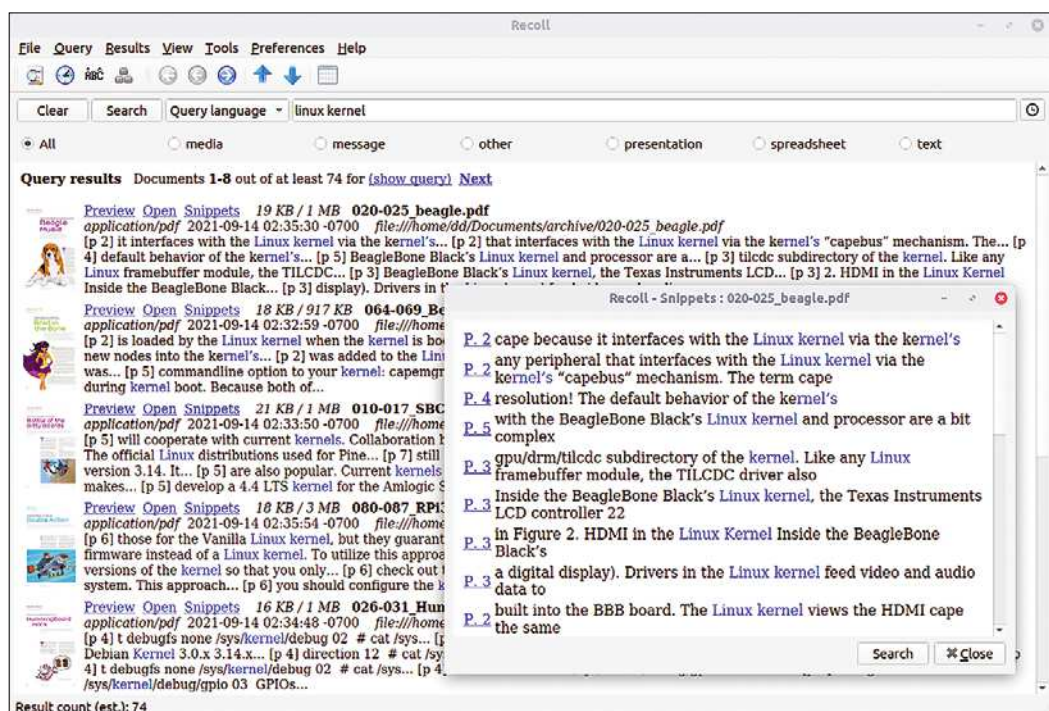 Recoll
File Query Results View Tools Preferences Help
ÀBĈ
Clear Search Query language linux kernel
All media message other presentation spreadsheet text
Query results Documents 1-8 out of at least 74 for (show query) Next
Preview Open Snippets 19 KB / 1 MB 020-025_beagle.pdf
application/pdf 2021-09-14 02:35:30 -0700 file:///home/dd/Documents/archive/020-025_beagle.pdf
[p 2] it interfaces with the Linux kernel via the kernel's... [p 2] that interfaces with the Linux kernel via the kernel's "capebus" mechanism. The... [p
4] default behavior of the kernel's... [p 5] BeagleBone Black's Linux kernel and processor are a... [p 3] tilcdc subdirectory of the kernel. Like any
Linux framebuffer module, the TILCDC... [p 3] BeagleBone Black's Linux kernel, the Texas Instruments LCD... [p 3] 2. HDMI in the Linux Kernel
Inside the BeagleBone Black... [p 3] display). Drivers in
Preview Open Snippets 18 KB / 917 KB 064-069_Be
application/pdf 2021-09-14 02:32:59 -0700 file:///home
[p 2] is loaded by the Linux kernel when the kernel is bo
new nodes into the kernel's... [p 2] was added to the Lin
was... [p 5] commandline option to your kernel: capemgr
during kernel boot. Because both of...
Preview Open Snippets 21 KB / 1 MB 010-017_SBC
application/pdf 2021-09-14 02:33:50 -0700 file:///home
[p 5] will cooperate with current kernels. Collaboration
The official Linux distributions used for Pine... [p 7] still
version 3.14. It... [p 5] are also popular. Current kernels
makes... [p 5] develop a 4.4 LTS kernel for the Amlogic S
Preview Open Snippets 18 KB / 3 MB 080-087_RPi3
application/pdf 2021-09-14 02:35:54 -0700 file:///home
[p 6] those for the Vanilla Linux kernel, but they guarant
firmware instead of a Linux kernel. To utilize this approa
versions of the kernel so that you only... [p 6] check out
system. This approach... [p 6] you should configure the
Preview Open Snippets 16 KB / 1 MB 026-031_Hun
application/pdf 2021-09-14 02:34:48 -0700 file:///home
[p 4] t debugfs none /sys/kernel/debug 02 # cat /sys... [p
Debian Kernel 3.0.x 3.14.x... [p 4] direction 12 # cat /sy
4] t debugfs none /sys/kernel/debug 02 # cat /sys... [p 4]
/sys/kernel/debug/gpio 03 GPIOs...
Result count (est.): 74
Recoll - Snippets : 020-025_beagle.pdf
P. 2 cape because it interfaces with the Linux kernel via the kernel's
P. 2 any peripheral that interfaces with the Linux kernel via the
kernel's "capebus" mechanism. The term cape
P. 4 resolution! The default behavior of the kernel's
P. 5 with the BeagleBone Black's Linux kernel and processor are a bit
complex
P. 3 gpu/drm/tilcdc subdirectory of the kernel. Like any Linux
framebuffer module, the TILCDC driver also
P. 3 Inside the BeagleBone Black's Linux kernel, the Texas Instruments
LCD controller 22
P. 3 in Figure 2. HDMI in the Linux Kernel Inside the BeagleBone
Black's
P. 3 a digital display). Drivers in the Linux kernel feed video and audio
data to
P. 2 built into the BBB board. The Linux kernel views the HDMI cape
the same
Search Close